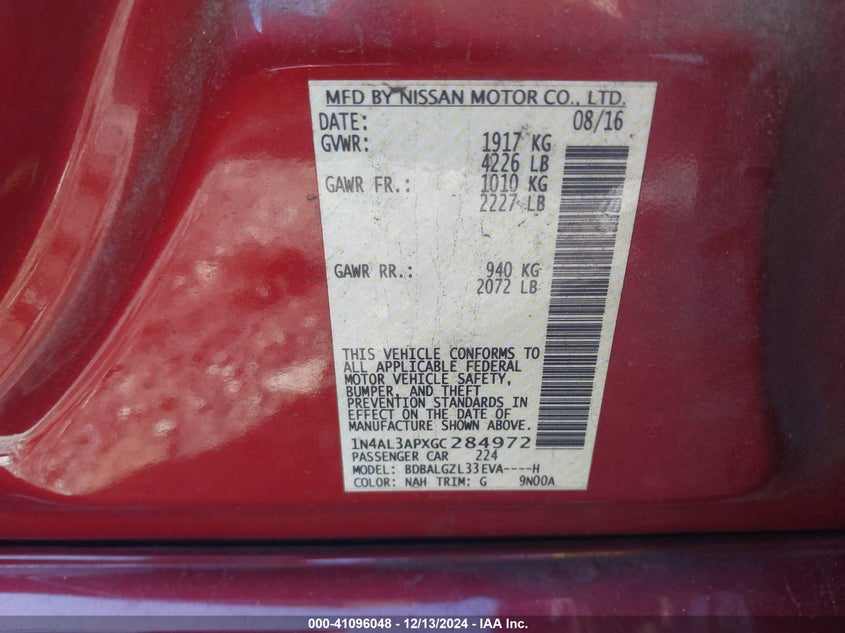 MFD BY NISSAN MOTOR CO., LTD.
DATE: 08/16
GVWR: 1917 KG
4226 LB
GAWR FR.: 1010 KG
2227 LB
GAWR RR.: 940 KG
2072 LB
THIS VEHICLE CONFORMS TO
ALL APPLICABLE FEDERAL
MOTOR VEHICLE SAFETY,
BUMPER, AND THEFT
PREVENTION STANDARDS IN
EFFECT ON THE DATE OF
MANUFACTURE SHOWN ABOVE.
1N4AL3APXGC284972
PASSENGER CAR 224
MODEL: BDBALGZL33EVA----H
COLOR: NAH TRIM: G 9N00A
000-41096048 - 12/13/2024 - IAA Inc.